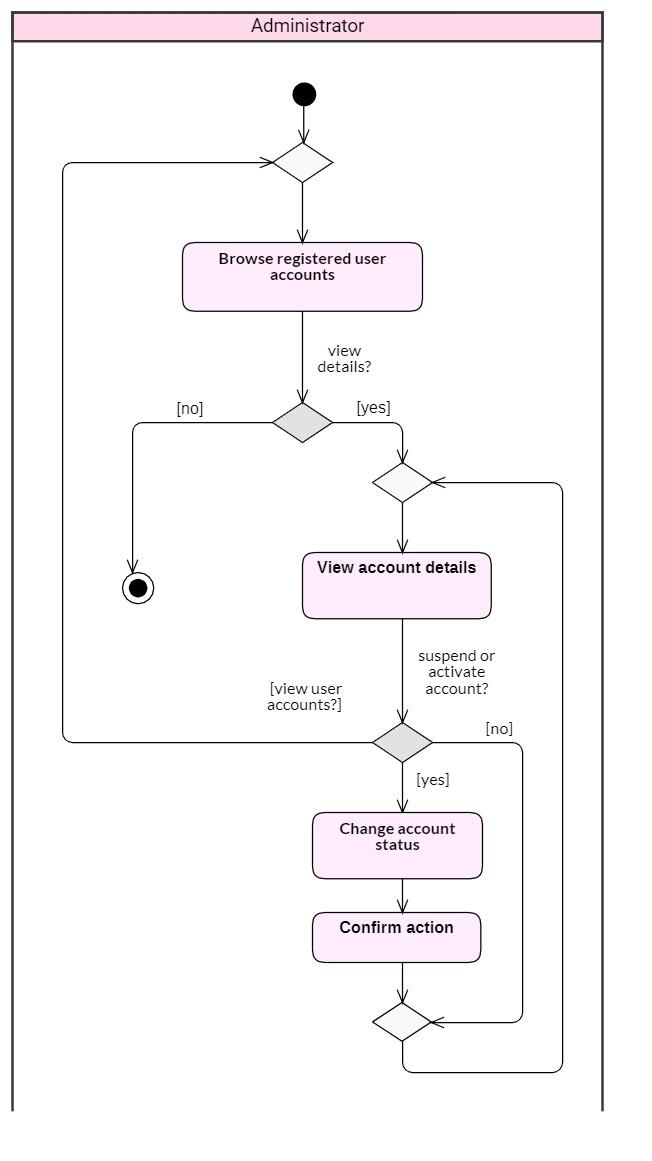 Administrator
Browse registered user
accounts
view
details?
[no]
[yes]
View account details
suspend or
activate
account?
[view user
accounts?]
[no]
[yes]
Change account
status
Confirm action